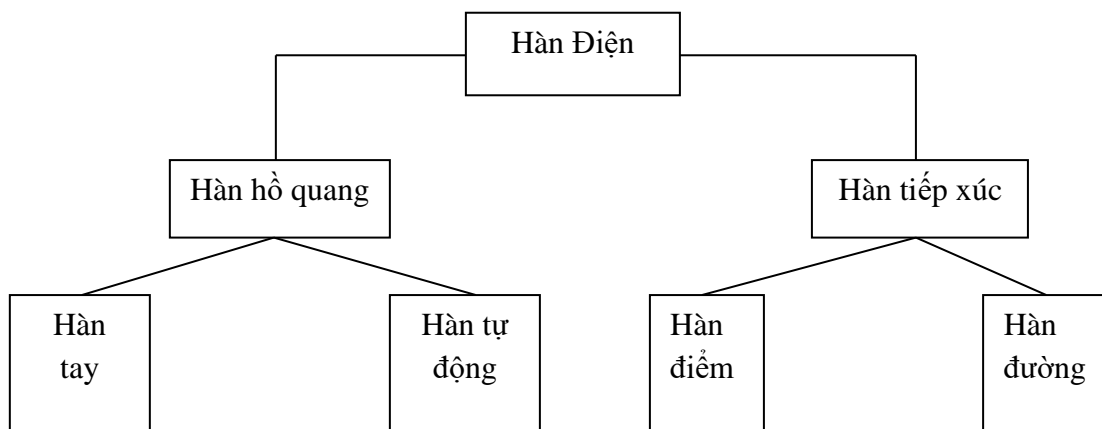 Hàn Điện
Hàn hồ quang
Hàn tiếp xúc
Hàn
tay
Hàn tự
động
Hàn
điểm
Hàn
đường